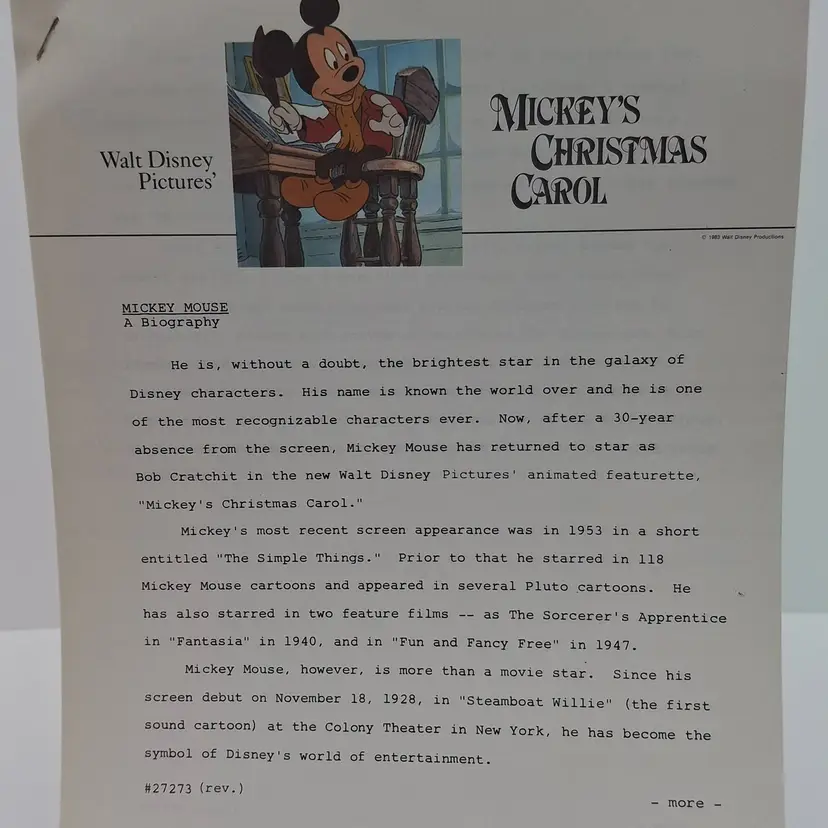 Walt Disney
Pictures'
MICKEY'S
CHRISTMAS
CAROL
© 1983 Walt Disney Productions
MICKEY MOUSE
A Biography
He is, without a doubt, the brightest star in the galaxy of
Disney characters. His name is known the world over and he is one
of the most recognizable characters ever. Now, after a 30-year
absence from the screen, Mickey Mouse has returned to star as
Bob Cratchit in the new Walt Disney Pictures' animated featurette,
"Mickey's Christmas Carol."
Mickey's most recent screen appearance was in 1953 in a short
entitled "The Simple Things." Prior to that he starred in 118
Mickey Mouse cartoons and appeared in several Pluto cartoons. He
has also starred in two feature films -- as The Sorcerer's Apprentice
in "Fantasia" in 1940, and in "Fun and Fancy Free" in 1947.
Mickey Mouse, however, is more than a movie star. Since his
screen debut on November 18, 1928, in "Steamboat Willie" (the first
sound cartoon) at the Colony Theater in New York, he has become the
symbol of Disney's world of entertainment.
#27273 (rev.)
- more -